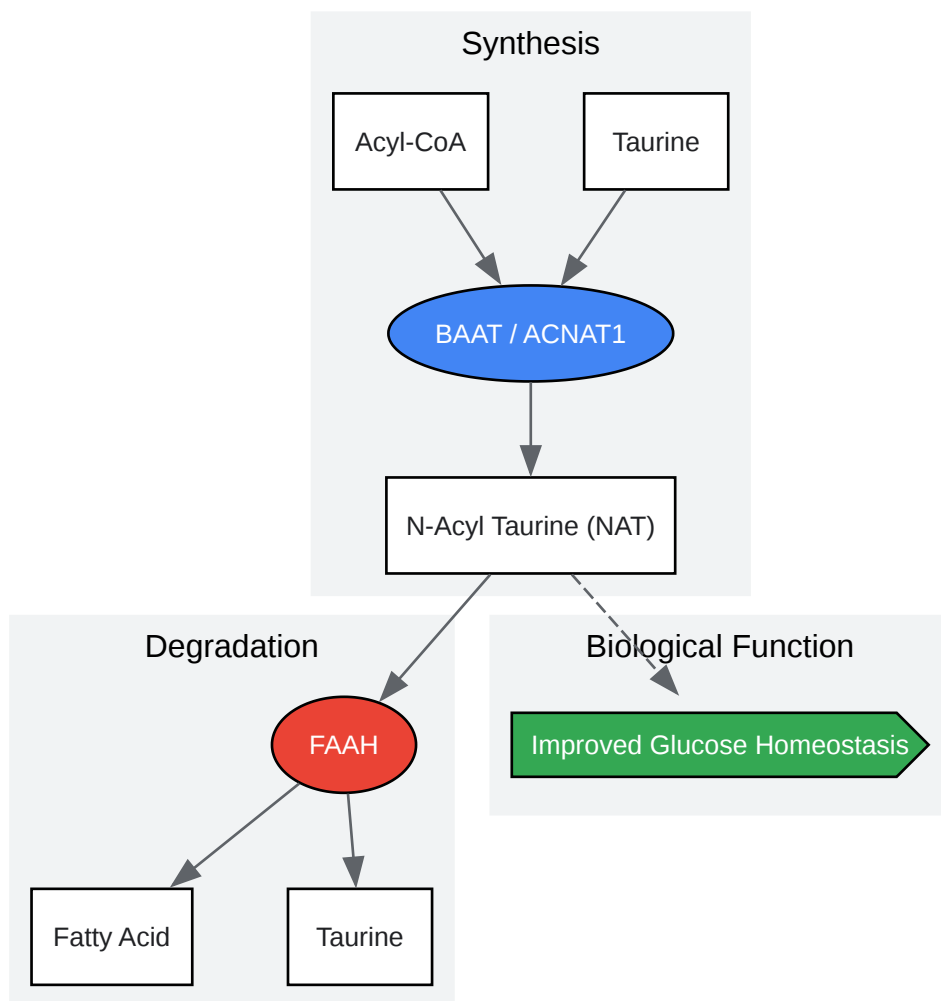 Synthesis
Acyl-CoA
Taurine
BAAT / ACNAT1
N-Acyl Taurine (NAT)
Degradation
Biological Function
FAAH
Improved Glucose Homeostasis
Fatty Acid
Taurine